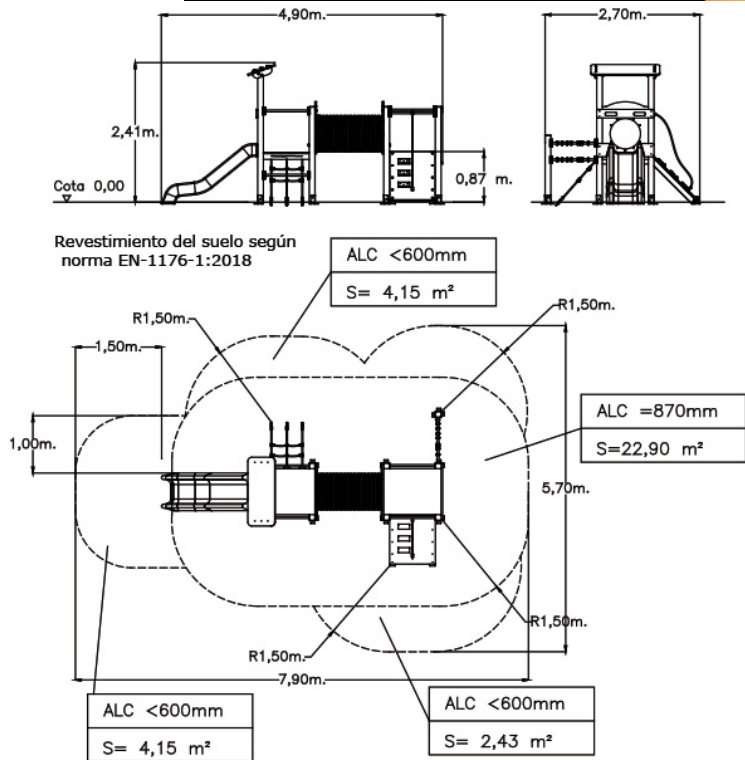 4,90m.
2,70m.
2,41m.
0,87 m.
Cota 0,00
Revestimiento del suelo según
norma EN-1176-1:2018
ALC <600mm
S= 4,15 m²
R1,50m.
R1,50m.
1,50m.
1,00m.
ALC =870mm
S=22,90 m²
5,70m.
R1,50m.
R1,50m.
7,90m.
ALC <600mm
S= 4,15 m²
ALC <600mm
S= 2,43 m²